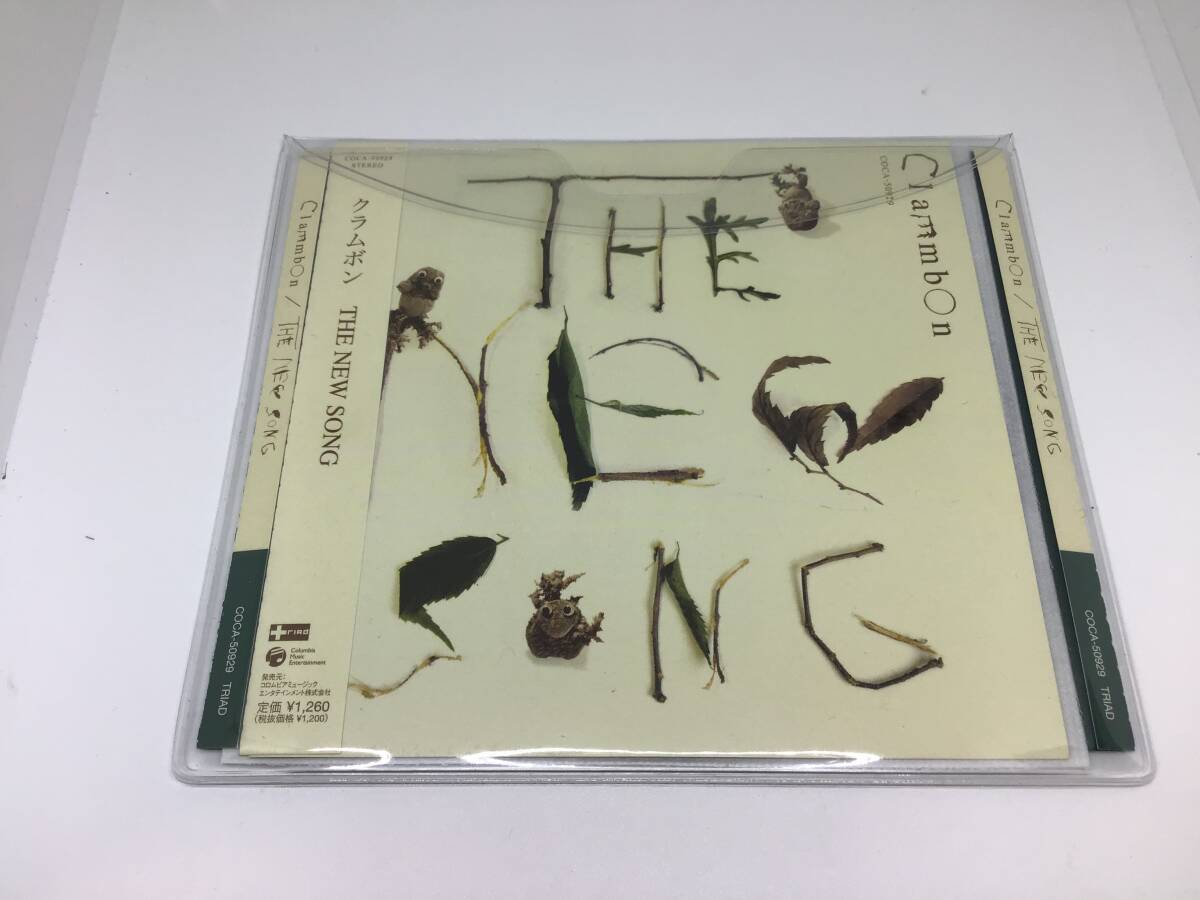 COCA-50929
STEREO
クラムボン THE NEW SONG
triad
Columbia
Music
Entertainment
発売元:
コロムビアミュージック
エンタテインメント株式会社
定価 ¥1,260
(税抜価格 ¥1,200)
clammbon / THE NEW SONG
COCA-50929 TRIAD
THE
NEW
SONG
clammbon
COCA-50929
clammbon / THE NEW SONG
COCA-50929 TRIAD